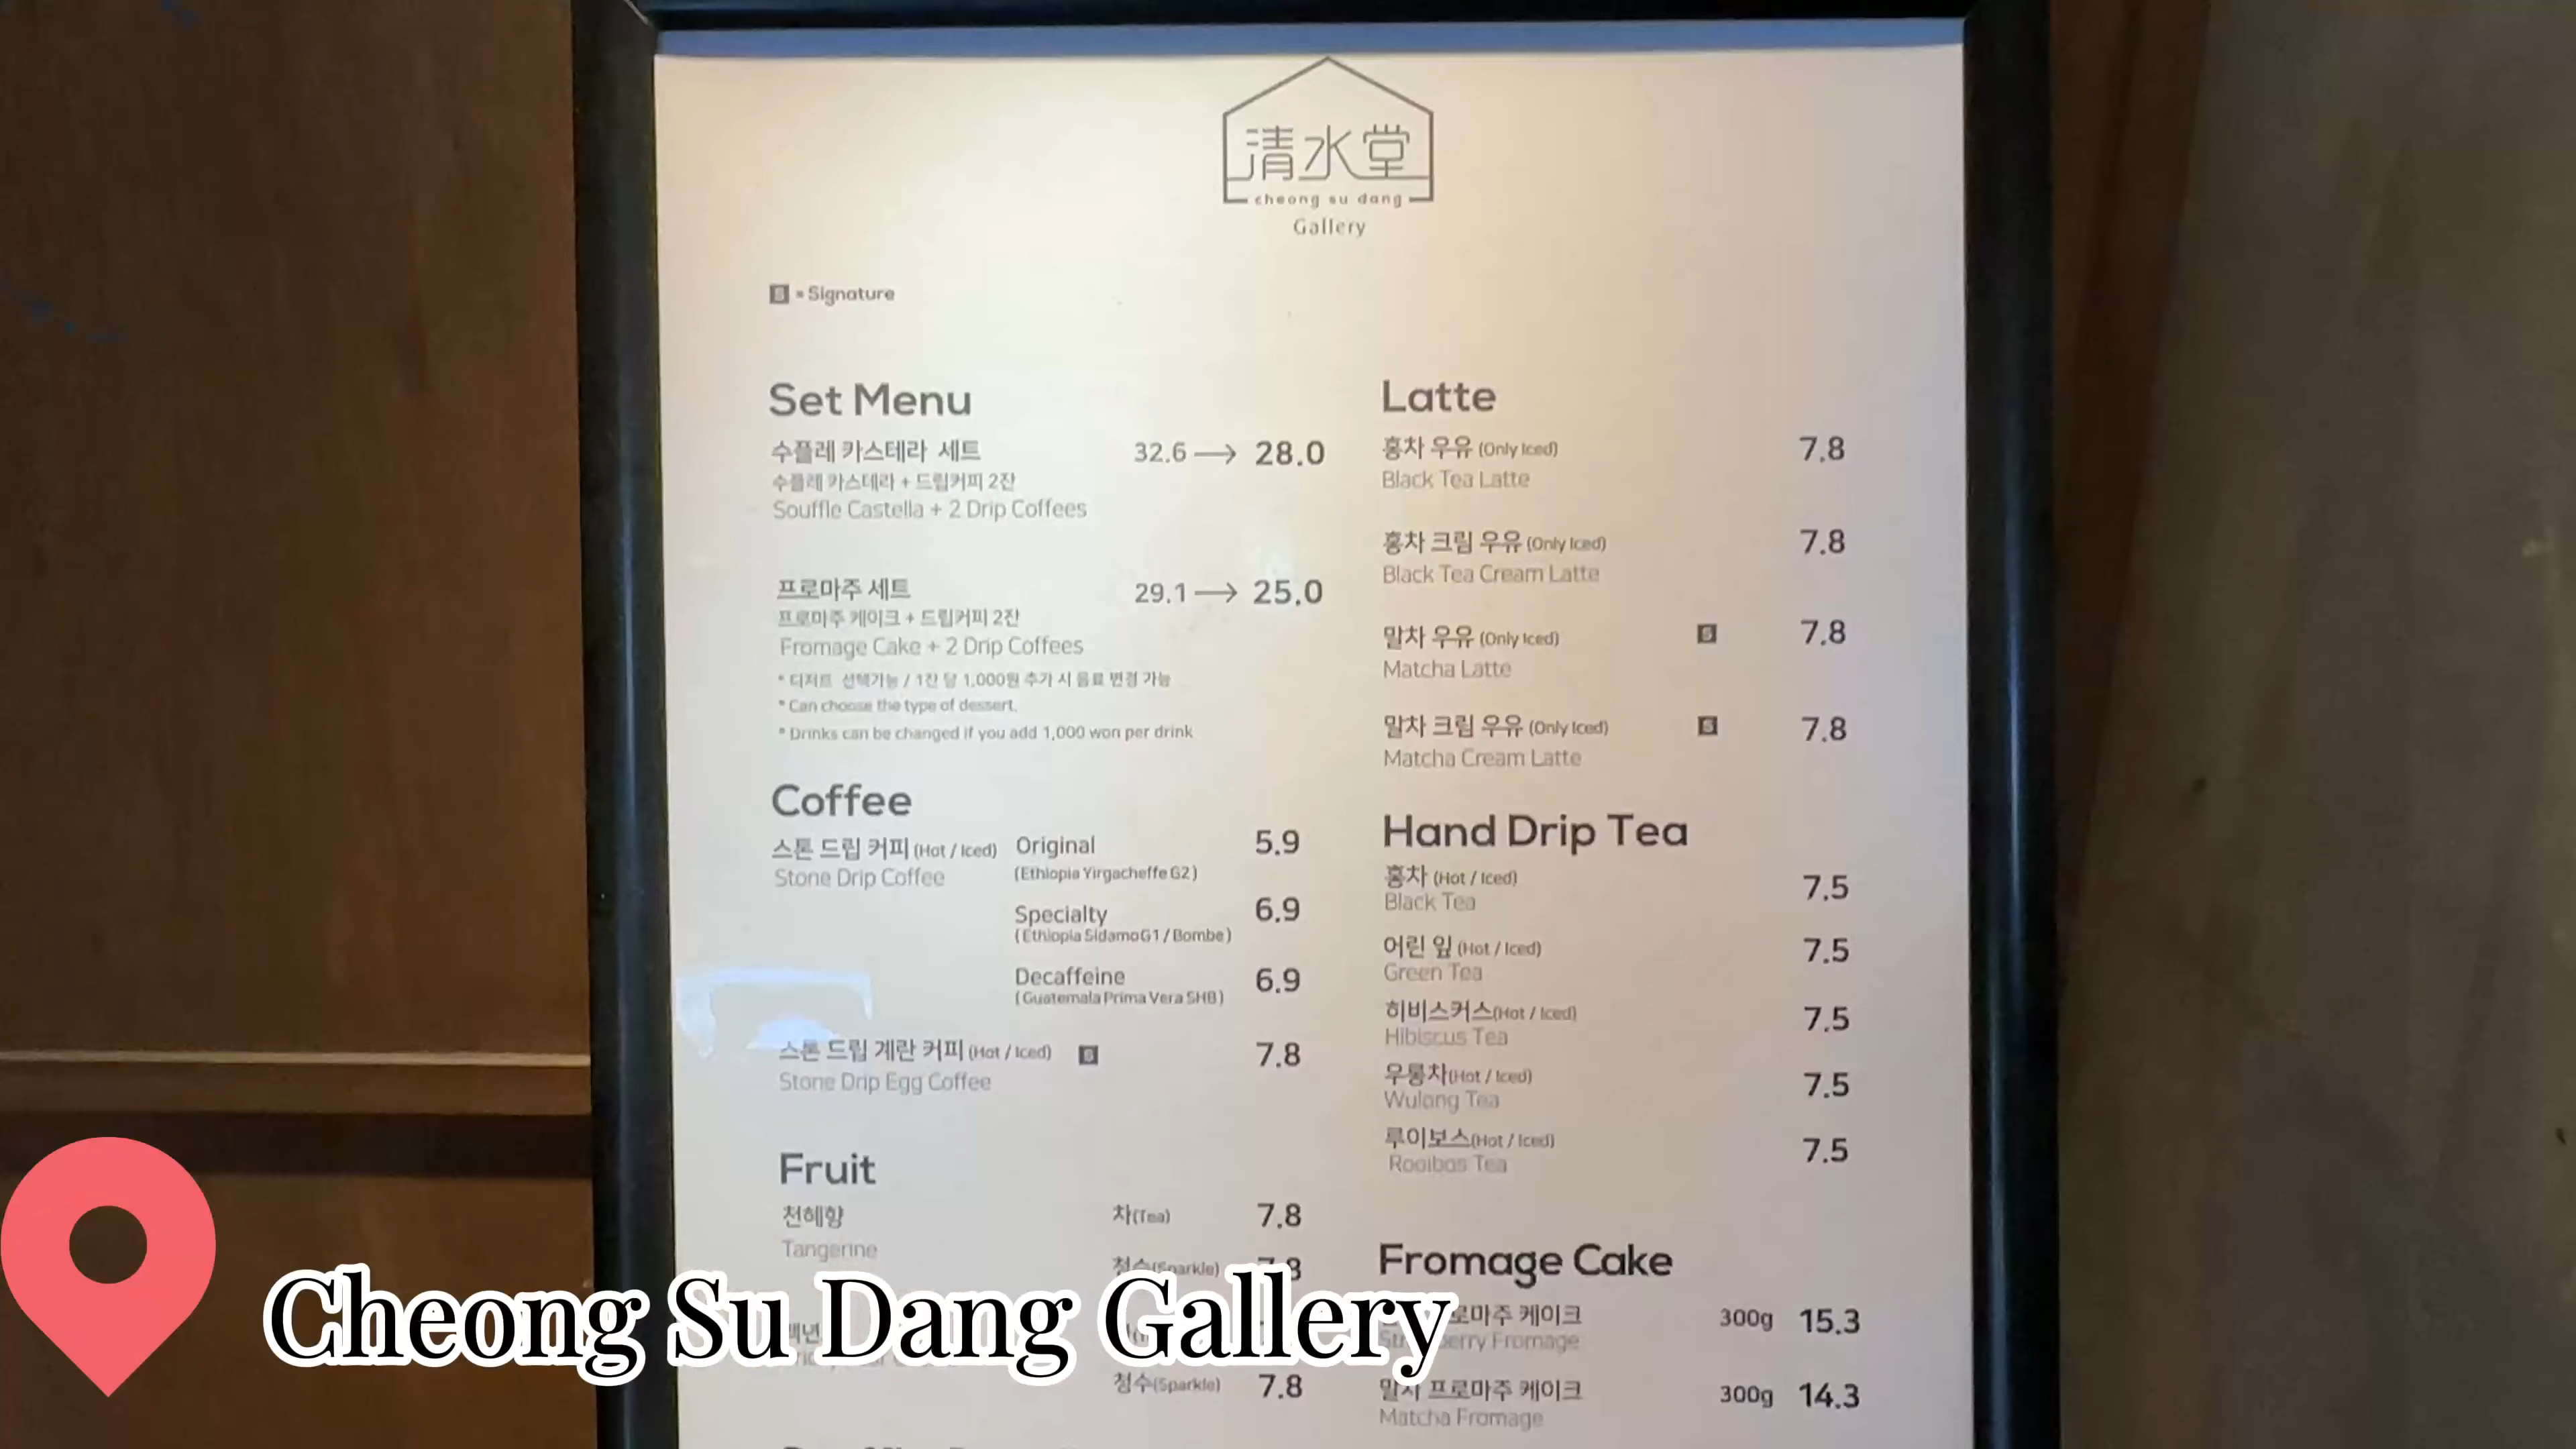 清水堂
cheong su dang
Gallery
S = Signature
Set Menu
수플레 카스테라 세트 32.6 → 28.0
수플레 카스테라 + 드립커피 2잔
Souffle Castella + 2 Drip Coffees
프로마주 세트 29.1 → 25.0
프로마주 케이크 + 드립커피 2잔
Fromage Cake + 2 Drip Coffees
* 디저트 선택가능 / 1잔 당 1,000원 추가 시 음료 변경 가능
* Can choose the type of dessert.
* Drinks can be changed if you add 1,000 won per drink
Coffee
스톤 드립 커피 (Hot / Iced) Original 5.9
Stone Drip Coffee (Ethiopia Yirgacheffe G2)
Specialty 6.9
(Ethiopia Sidamo G1 / Bombe)
Decaffeine 6.9
(Guatemala Prima Vera SHB)
스톤 드립 계란 커피 (Hot / Iced) S 7.8
Stone Drip Egg Coffee
Fruit
천혜향 차(Tea) 7.8
Tangerine
청수(Sparkle)
청수(Sparkle) 7.8
Latte
홍차 우유 (Only Iced) 7.8
Black Tea Latte
홍차 크림 우유 (Only Iced) 7.8
Black Tea Cream Latte
말차 우유 (Only Iced) S 7.8
Matcha Latte
말차 크림 우유 (Only Iced) S 7.8
Matcha Cream Latte
Hand Drip Tea
홍차 (Hot / Iced) 7.5
Black Tea
어린 잎 (Hot / Iced) 7.5
Green Tea
히비스커스(Hot / Iced) 7.5
Hibiscus Tea
우롱차(Hot / Iced) 7.5
Wulong Tea
루이보스(Hot / Iced) 7.5
Rooibos Tea
Fromage Cake
케이크 300g 15.3
Fromage
말차 프로마주 케이크 300g 14.3
Matcha Fromage
Cheong Su Dang Gallery